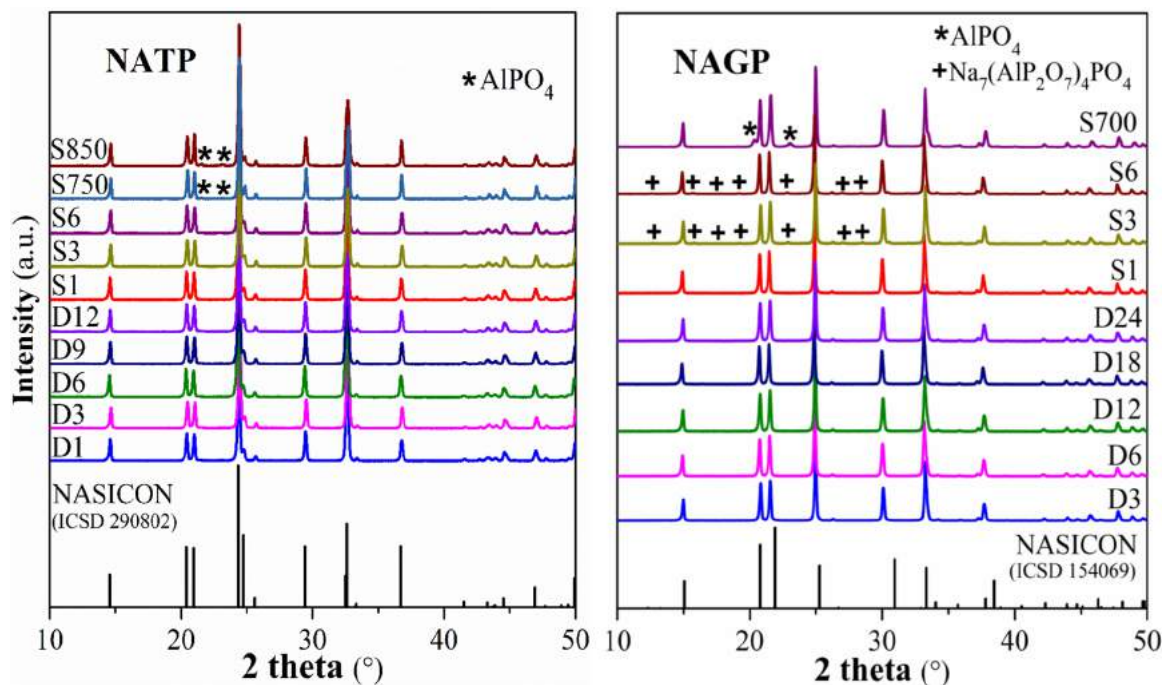 NATP
*AlPO₄
S850
**
S750
**
S6
S3
S1
D12
D9
D6
D3
D1
NASICON
(ICSD 290802)
Intensity (a.u.)
10 20 30 40 50
2 theta (°)
NAGP
*AlPO₄
+Na₇(AlP₂O₇)₄PO₄
* *
S700
+ + + + + + +
S6
+ + + + + + +
S3
S1
D24
D18
D12
D6
D3
NASICON
(ICSD 154069)
10 20 30 40 50
2 theta (°)